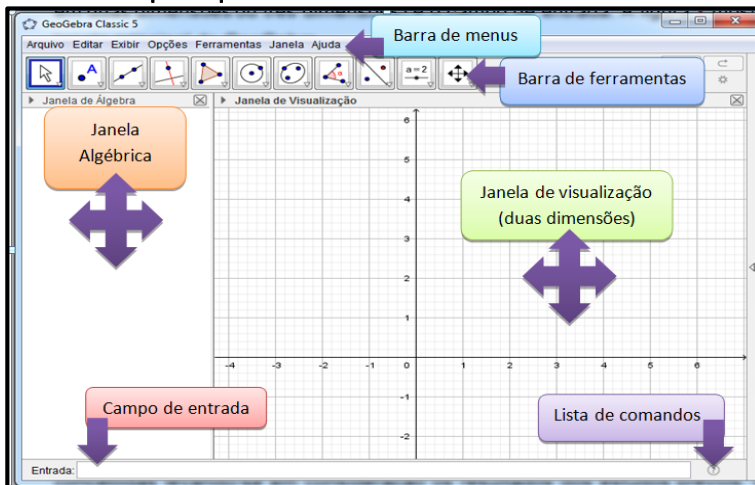 GeoGebra Classic 5
Arquivo Editar Exibir Opções Ferramentas Janela Ajuda
Barra de menus
A
a=2
Barra de ferramentas
Janela de Álgebra
Janela de Visualização
Janela
Algébrica
Janela de visualização
(duas dimensões)
6
5
4
3
2
1
-4 -3 -2 -1 0 1 2 3 4 5 6
-1
-2
Campo de entrada
Lista de comandos
Entrada: